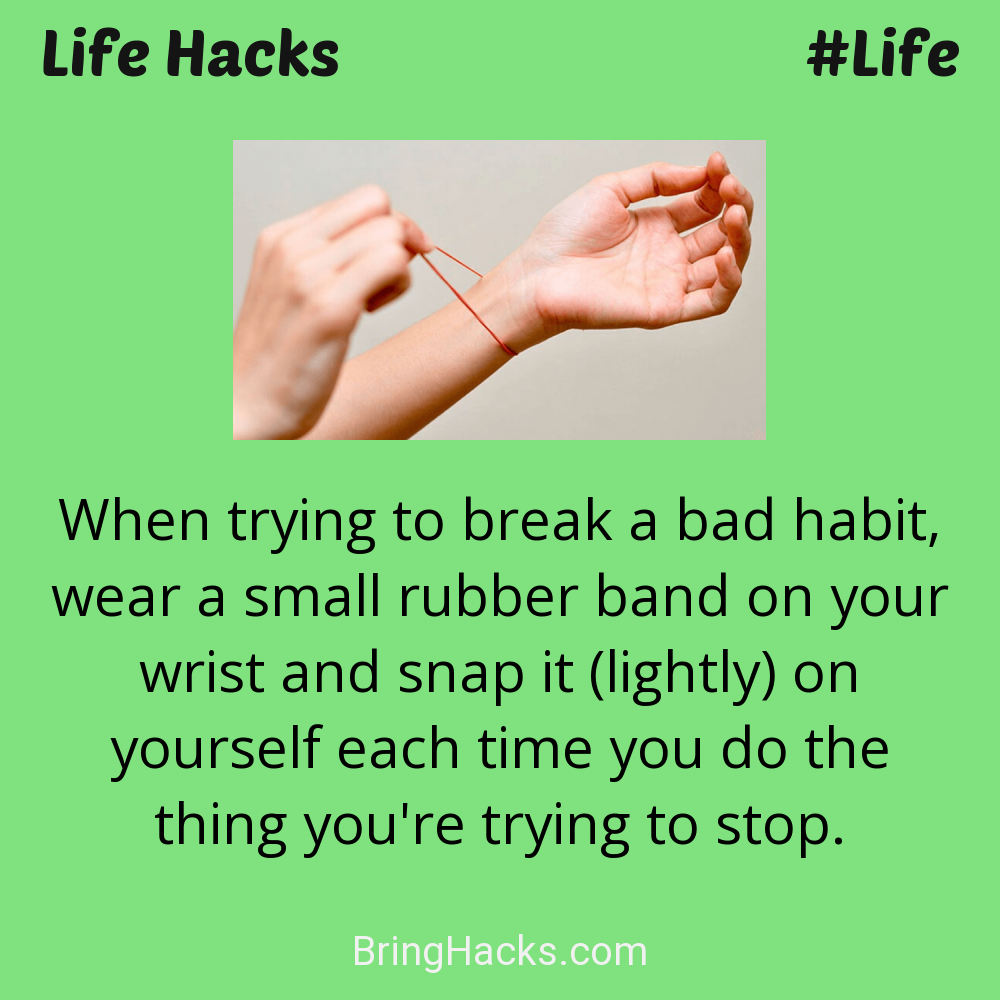 Life Hacks
#Life
When trying to break a bad habit,
wear a small rubber band on your
wrist and snap it (lightly) on
yourself each time you do the
thing you're trying to stop.
BringHacks.com